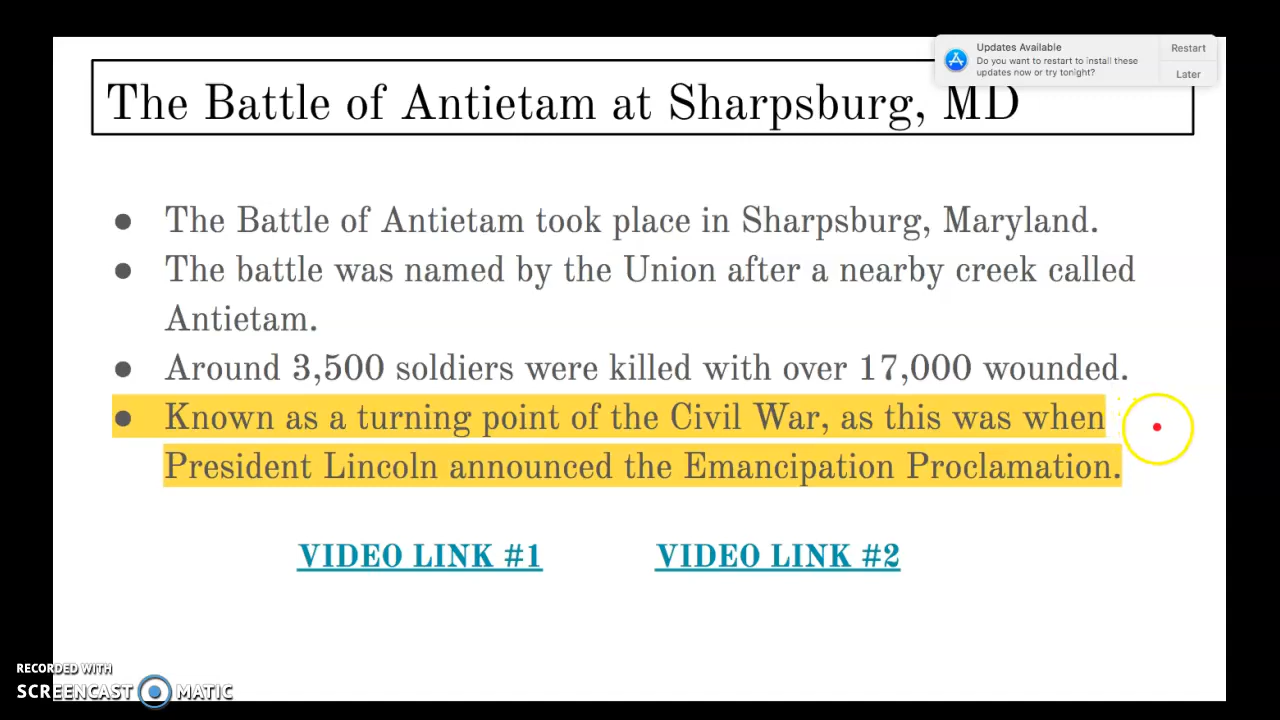 Updates Available
Do you want to restart to install these
updates now or try tonight?
Restart
Later
The Battle of Antietam at Sharpsburg, MD
● The Battle of Antietam took place in Sharpsburg, Maryland.
● The battle was named by the Union after a nearby creek called
Antietam.
● Around 3,500 soldiers were killed with over 17,000 wounded.
● Known as a turning point of the Civil War, as this was when
President Lincoln announced the Emancipation Proclamation.
VIDEO LINK #1 VIDEO LINK #2
RECORDED WITH
SCREENCAST MATIC